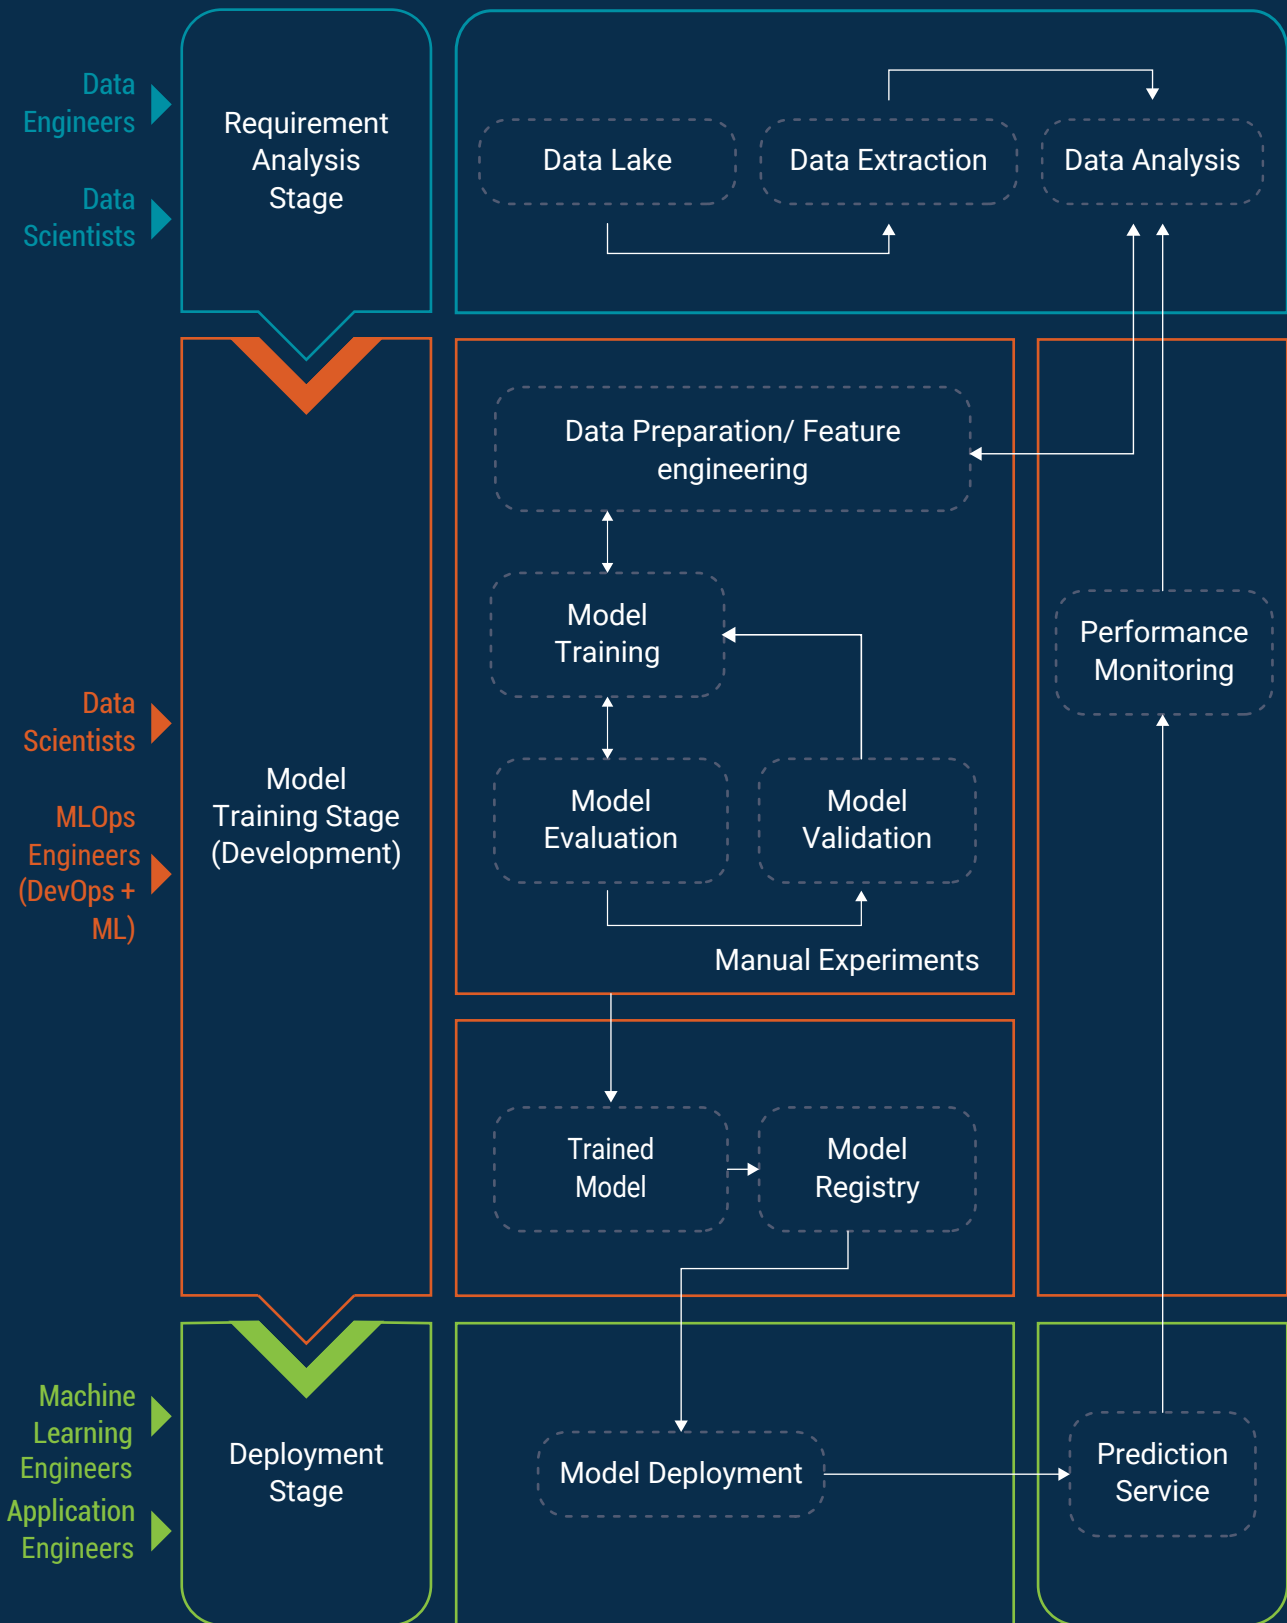 Data
Engineers
Data
Scientists
Requirement
Analysis
Stage
Data Lake
Data Extraction
Data Analysis
Data
Scientists
MLOps
Engineers
(DevOps +
ML)
Model
Training Stage
(Development)
Data Preparation/ Feature
engineering
Model
Training
Model
Evaluation
Model
Validation
Manual Experiments
Performance
Monitoring
Trained
Model
Model
Registry
Machine
Learning
Engineers
Application
Engineers
Deployment
Stage
Model Deployment
Prediction
Service